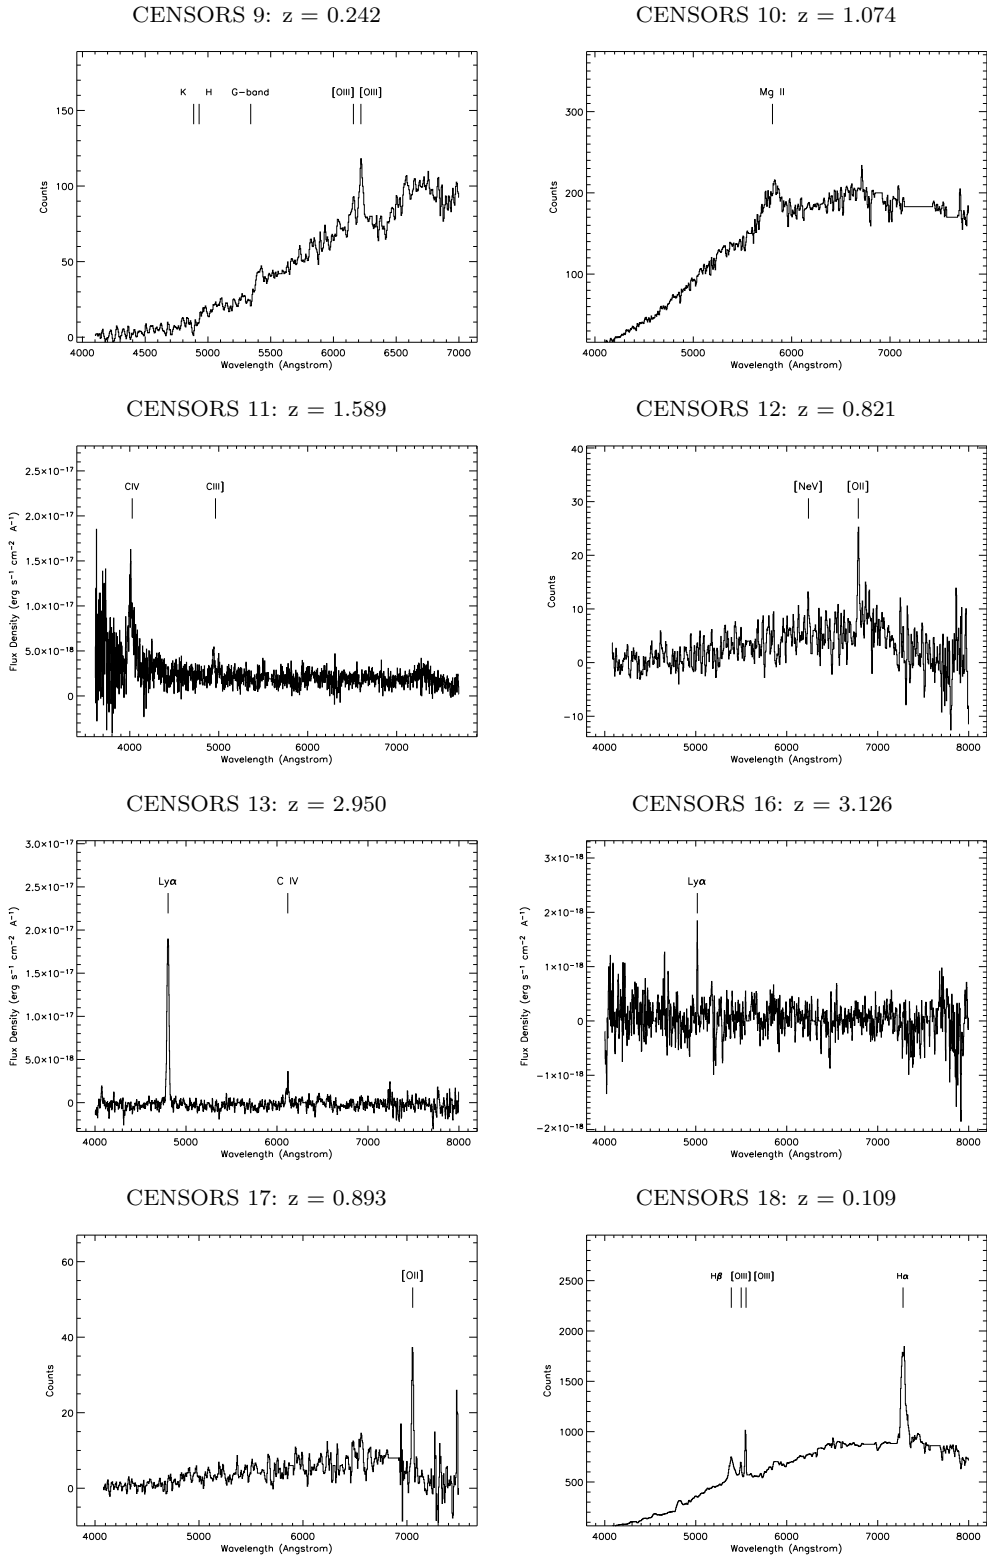 CENSORS 9: z = 0.242
K H G-band [OIII] [OIII]
150
100
50
0
Counts
4000 4500 5000 5500 6000 6500 7000
Wavelength (Angstrom)
CENSORS 10: z = 1.074
Mg II
300
200
100
Counts
4000 5000 6000 7000
Wavelength (Angstrom)
CENSORS 11: z = 1.589
CIV CIII]
2.5×10⁻¹⁷
2.0×10⁻¹⁷
1.5×10⁻¹⁷
1.0×10⁻¹⁷
5.0×10⁻¹⁸
0
Flux Density (erg s⁻¹ cm⁻² A⁻¹)
4000 5000 6000 7000
Wavelength (Angstrom)
CENSORS 12: z = 0.821
[NeV] [OII]
40
30
20
10
0
−10
Counts
4000 5000 6000 7000 8000
Wavelength (Angstrom)
CENSORS 13: z = 2.950
Lyα C IV
3.0×10⁻¹⁷
2.5×10⁻¹⁷
2.0×10⁻¹⁷
1.5×10⁻¹⁷
1.0×10⁻¹⁷
5.0×10⁻¹⁸
0
Flux Density (erg s⁻¹ cm⁻² A⁻¹)
4000 5000 6000 7000 8000
Wavelength (Angstrom)
CENSORS 16: z = 3.126
Lyα
3×10⁻¹⁸
2×10⁻¹⁸
1×10⁻¹⁸
0
−1×10⁻¹⁸
−2×10⁻¹⁸
Flux Density (erg s⁻¹ cm⁻² A⁻¹)
4000 5000 6000 7000 8000
Wavelength (Angstrom)
CENSORS 17: z = 0.893
[OII]
60
40
20
0
Counts
4000 5000 6000 7000
Wavelength (Angstrom)
CENSORS 18: z = 0.109
Hβ [OIII] [OIII] Hα
2500
2000
1500
1000
500
Counts
4000 5000 6000 7000 8000
Wavelength (Angstrom)